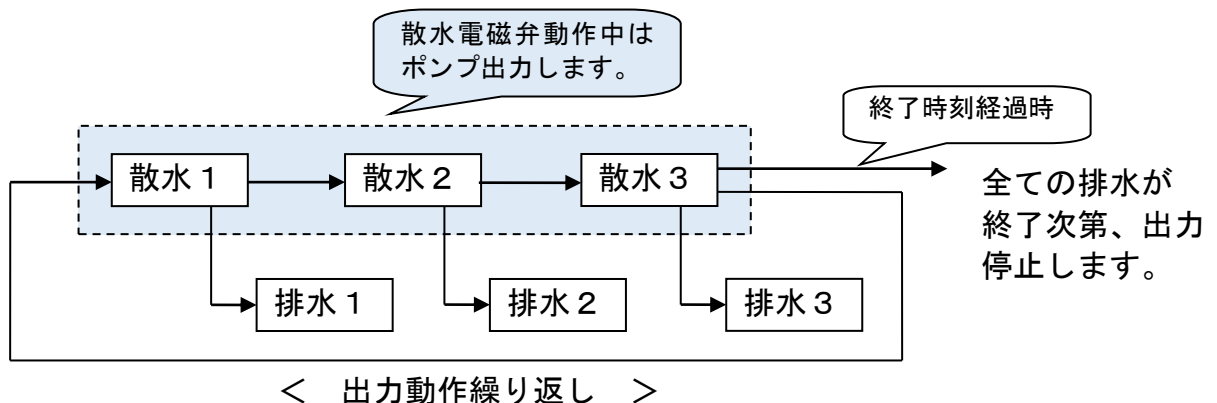 散水電磁弁動作中は
ポンプ出力します。
終了時刻経過時
散水１
散水２
散水３
全ての排水が
終了次第、出力
停止します。
排水１
排水２
排水３
＜　出力動作繰り返し　＞